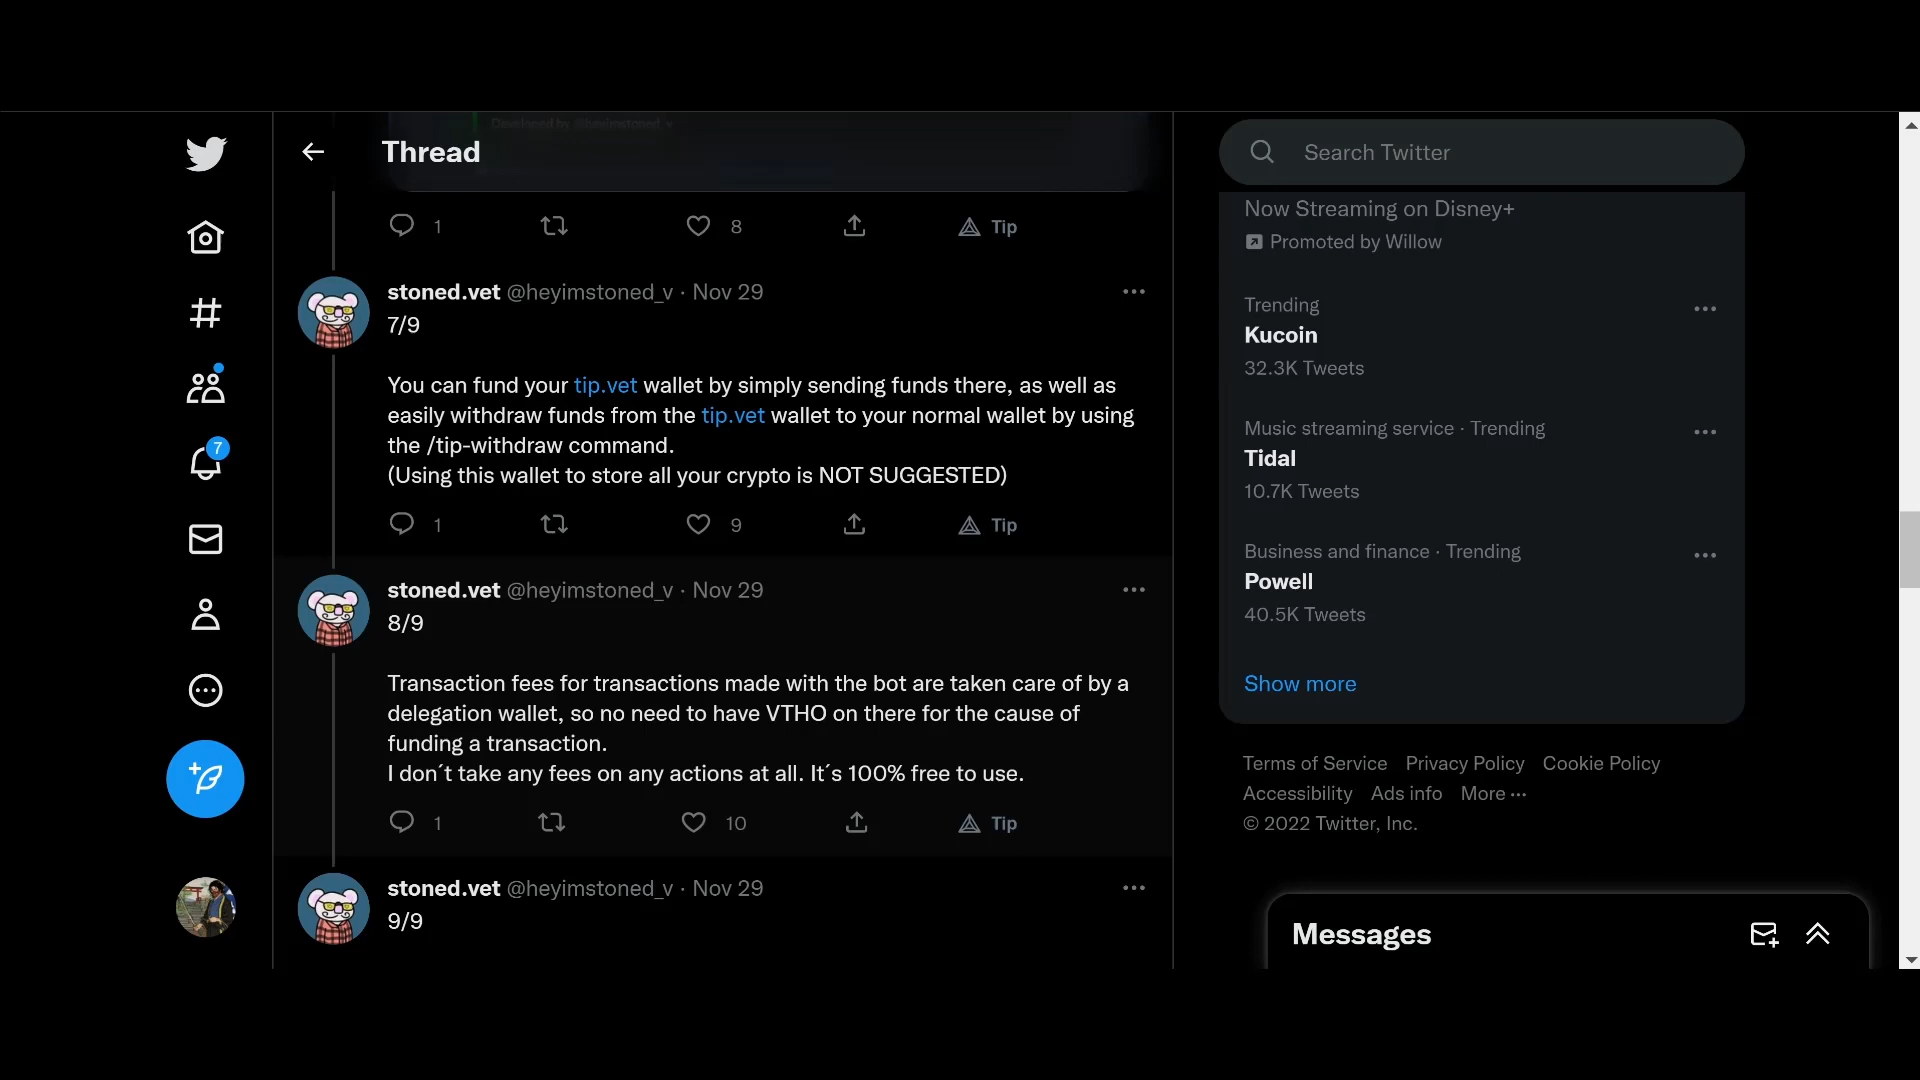 Developed by @heyimstoned_v
Thread
Search Twitter
1
8
Tip
stoned.vet @heyimstoned_v · Nov 29
7/9
You can fund your tip.vet wallet by simply sending funds there, as well as
easily withdraw funds from the tip.vet wallet to your normal wallet by using
the /tip-withdraw command.
(Using this wallet to store all your crypto is NOT SUGGESTED)
1
9
Tip
stoned.vet @heyimstoned_v · Nov 29
8/9
Transaction fees for transactions made with the bot are taken care of by a
delegation wallet, so no need to have VTHO on there for the cause of
funding a transaction.
I don´t take any fees on any actions at all. It´s 100% free to use.
1
10
Tip
stoned.vet @heyimstoned_v · Nov 29
9/9
7
Now Streaming on Disney+
Promoted by Willow
Trending
Kucoin
32.3K Tweets
Music streaming service · Trending
Tidal
10.7K Tweets
Business and finance · Trending
Powell
40.5K Tweets
Show more
Terms of Service Privacy Policy Cookie Policy
Accessibility Ads info More ···
© 2022 Twitter, Inc.
Messages